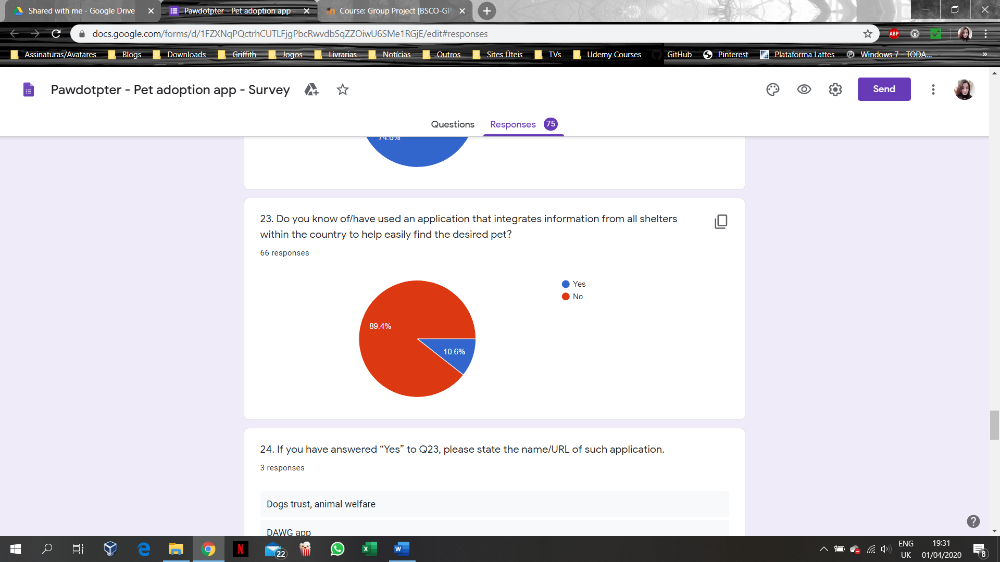 Shared with me - Google Drive
Pawdotpter - Pet adoption app -
Course: Group Project [BSCO-GP
docs.google.com/forms/d/1FZXNqPQctrhCUTLFjgPbcRwvdbSqZZOiwU6SMe1RGjE/edit#responses
ABP
Assinaturas/Avatares
Blogs
Downloads
Griffith
Jogos
Livrarias
Notícias
Outros
Sites Úteis
TVs
Udemy Courses
GitHub
Pinterest
Plataforma Lattes
Windows 7 - TODA...
»
Pawdotpter - Pet adoption app - Survey
Send
Questions
Responses 75
74.6%
23. Do you know of/have used an application that integrates information from all shelters
within the country to help easily find the desired pet?
66 responses
Yes
No
89.4%
10.6%
24. If you have answered “Yes” to Q23, please state the name/URL of such application.
3 responses
Dogs trust, animal welfare
DAWG app
22
ENG
UK
19:31
01/04/2020
8